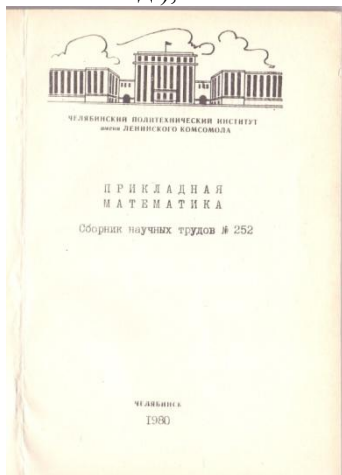 ЧЕЛЯБИНСКИЙ ПОЛИТЕХНИЧЕСКИЙ ИНСТИТУТ
имени ЛЕНИНСКОГО КОМСОМОЛА
ПРИКЛАДНАЯ
МАТЕМАТИКА
Сборник научных трудов № 252
ЧЕЛЯБИНСК
1980